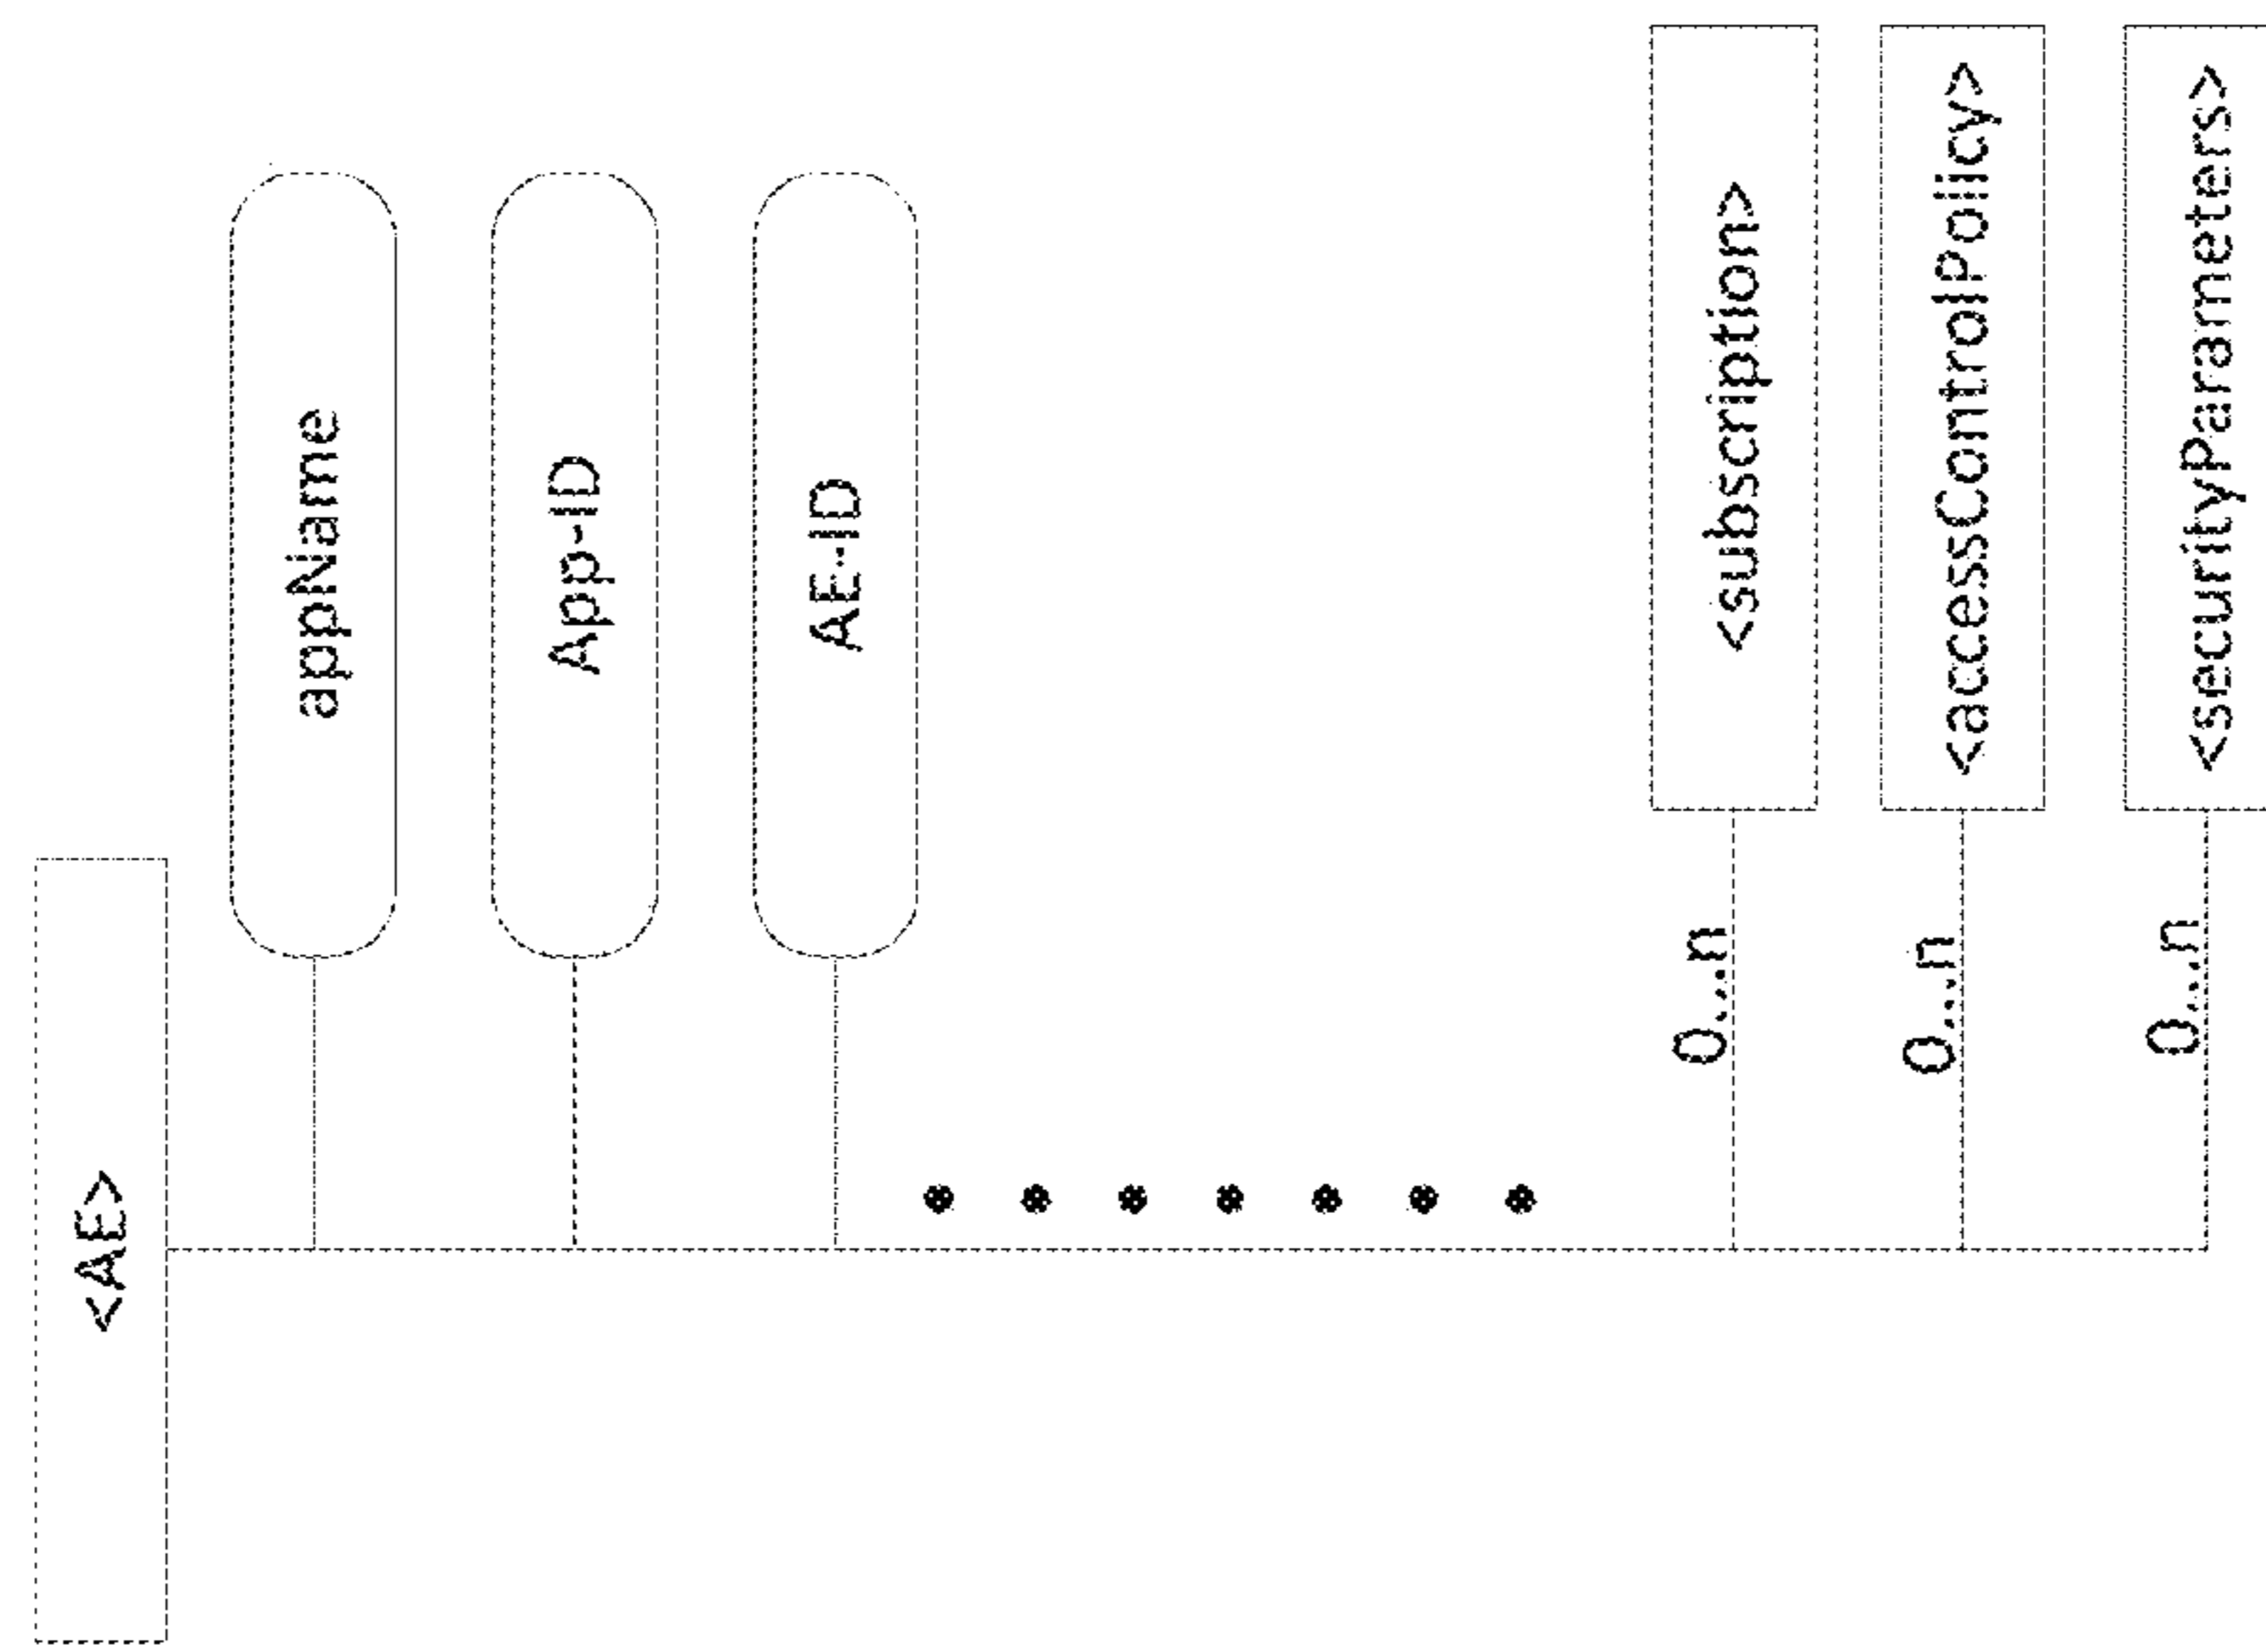 <AE>
appName
App-ID
AE-ID
0...n
<subscription>
0...n
<accessControlPolicy>
0...n
<securityParameters>